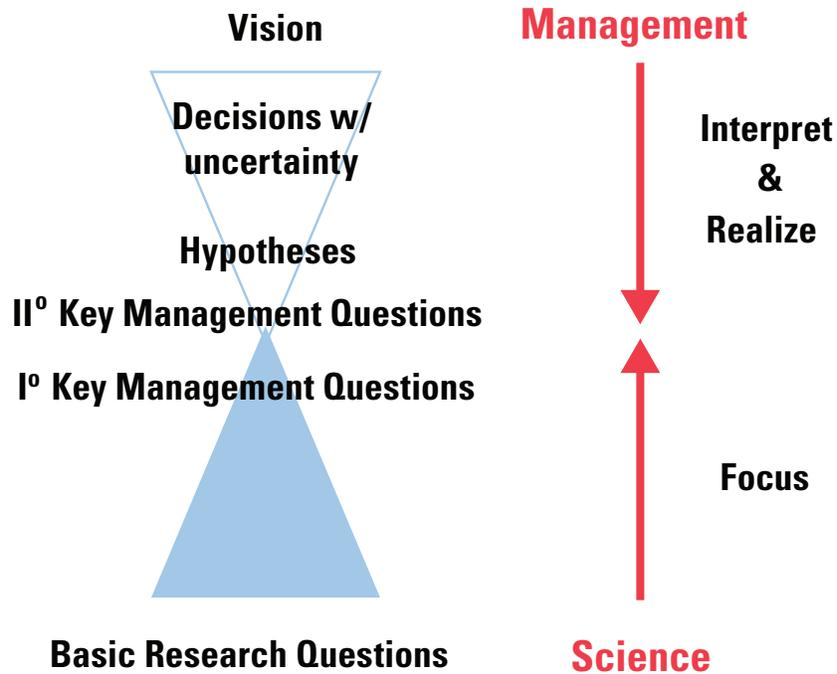 Vision
Decisions w/
uncertainty
Hypotheses
IIº Key Management Questions
Iº Key Management Questions
Basic Research Questions
Management
Interpret
&
Realize
Focus
Science